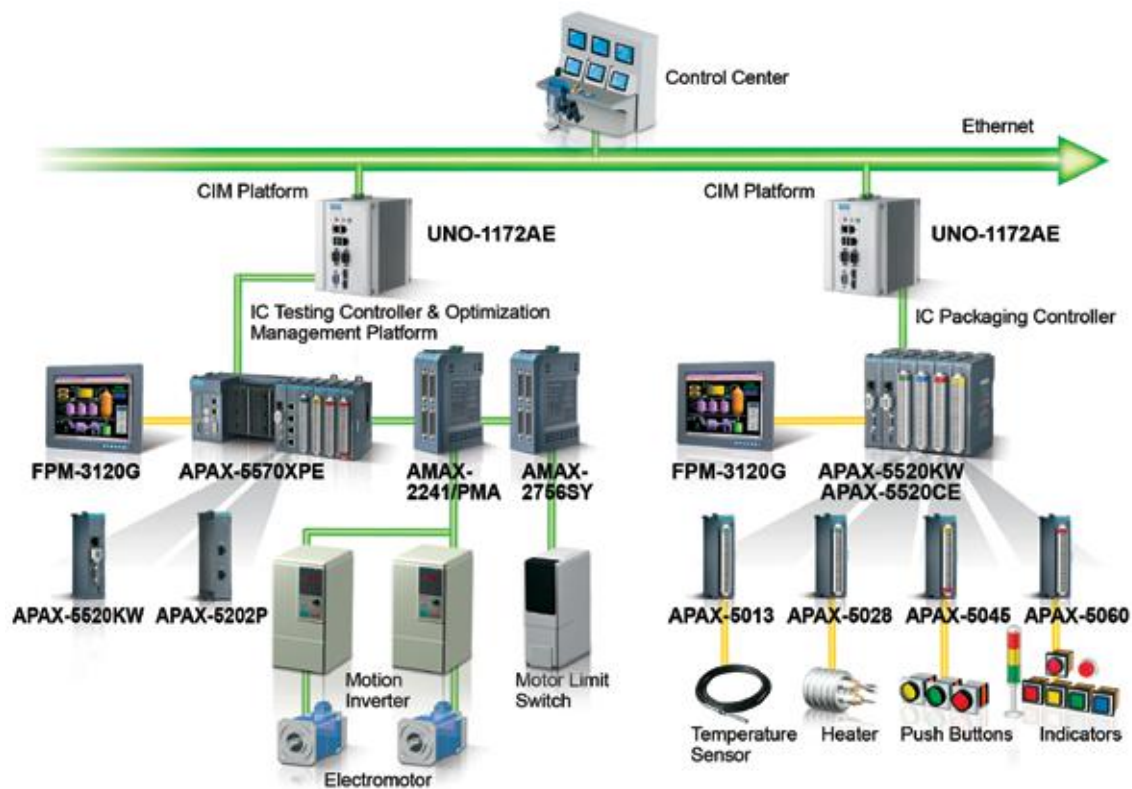 Control Center
Ethernet
CIM Platform
CIM Platform
UNO-1172AE
UNO-1172AE
IC Testing Controller & Optimization
Management Platform
IC Packaging Controller
FPM-3120G
APAX-5570XPE
AMAX-
2241/PMA
AMAX-
2756SY
FPM-3120G
APAX-5520KW
APAX-5520CE
APAX-5520KW
APAX-5202P
APAX-5013
APAX-5028
APAX-5045
APAX-5060
Motion
Inverter
Motor Limit
Switch
Temperature
Sensor
Heater
Push Buttons
Indicators
Electromotor